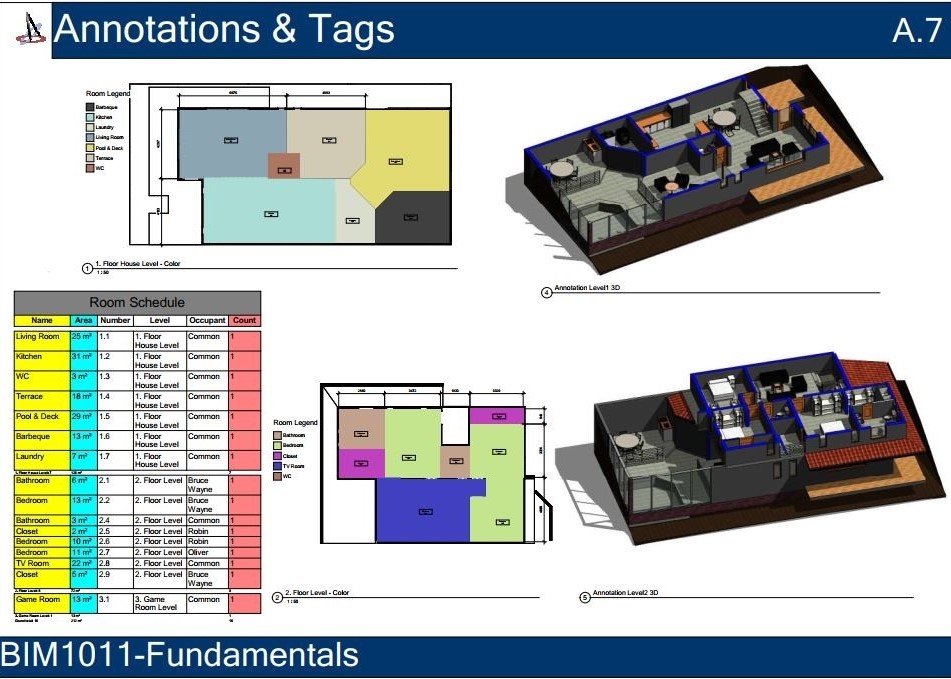 Annotations & Tags
A.7
Room Legend
Barbeque
Kitchen
Laundry
Living Room
Pool & Deck
Terrace
WC
1
1. Floor House Level - Color
1 : 50
4
Annotation Level1 3D
Room Schedule
Name Area Number Level Occupant Count
Living Room 25 m² 1.1 1. Floor House Level Common 1
Kitchen 31 m² 1.2 1. Floor House Level Common 1
WC 3 m² 1.3 1. Floor House Level Common 1
Terrace 18 m² 1.4 1. Floor House Level Common 1
Pool & Deck 29 m² 1.5 1. Floor House Level Common 1
Barbeque 13 m² 1.6 1. Floor House Level Common 1
Laundry 7 m² 1.7 1. Floor House Level Common 1
Bathroom 6 m² 2.1 2. Floor Level Bruce Wayne 1
Bedroom 13 m² 2.2 2. Floor Level Bruce Wayne 1
Bathroom 3 m² 2.4 2. Floor Level Common 1
Closet 2 m² 2.5 2. Floor Level Robin 1
Bedroom 10 m² 2.6 2. Floor Level Robin 1
Bedroom 11 m² 2.7 2. Floor Level Oliver 1
TV Room 22 m² 2.8 2. Floor Level Common 1
Closet 5 m² 2.9 2. Floor Level Bruce Wayne 1
Game Room 13 m² 3.1 3. Game Room Level Common 1
Room Legend
Bathroom
Bedroom
Closet
TV Room
WC
2
2. Floor Level - Color
1 : 50
5
Annotation Level2 3D
BIM1011-Fundamentals